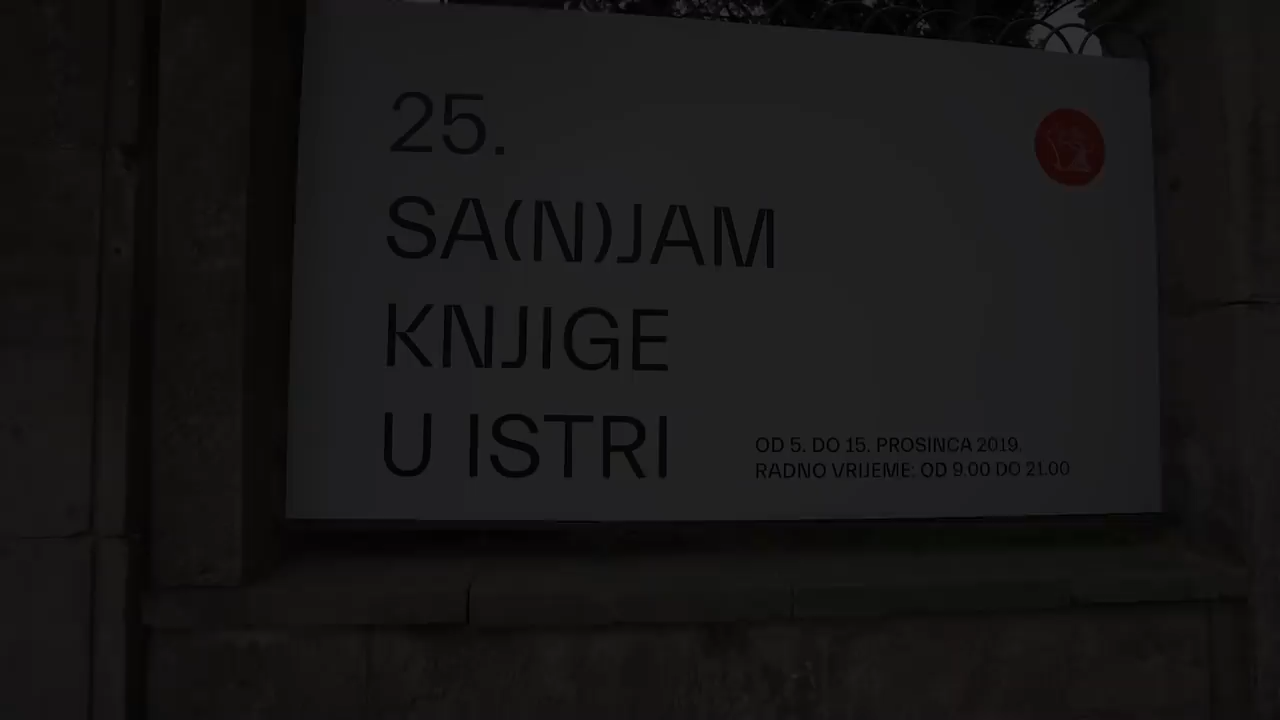 25.
SA(N)JAM
KNJIGE
U ISTRI
OD 5. DO 15. PROSINCA 2019.
RADNO VRIJEME: OD 9.00 DO 21.00